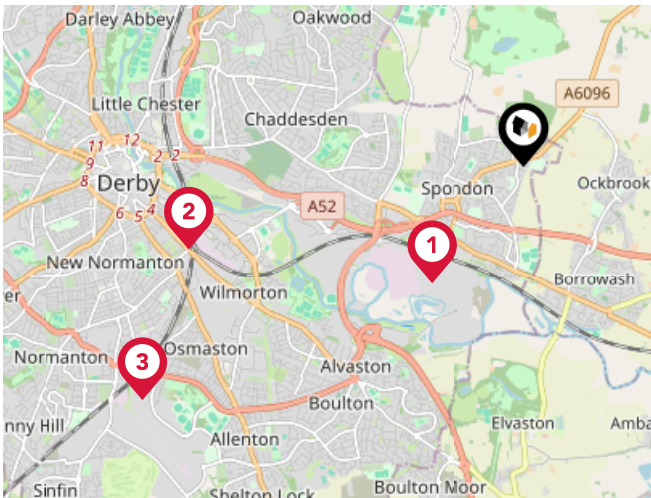 Darley Abbey
Oakwood
A6096
Little Chester
Chaddesden
11
12
2
2
9
8
Derby
Spondon
Ockbrook
6
5
4
A52
2
1
New Normanton
Wilmorton
Borrowash
er
3
Osmaston
Normanton
Alvaston
Boulton
nny Hill
Elvaston
Amba
Allenton
Sinfin
Shelton Lock
Boulton Moor